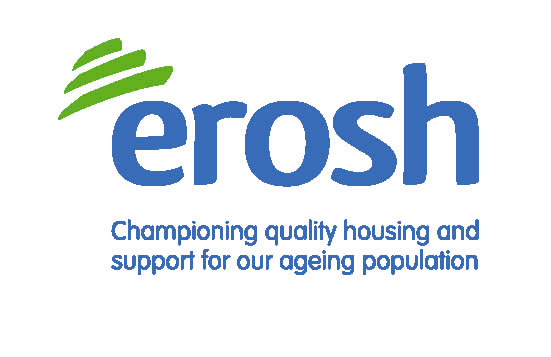 erosh
Championing quality housing and
support for our ageing population